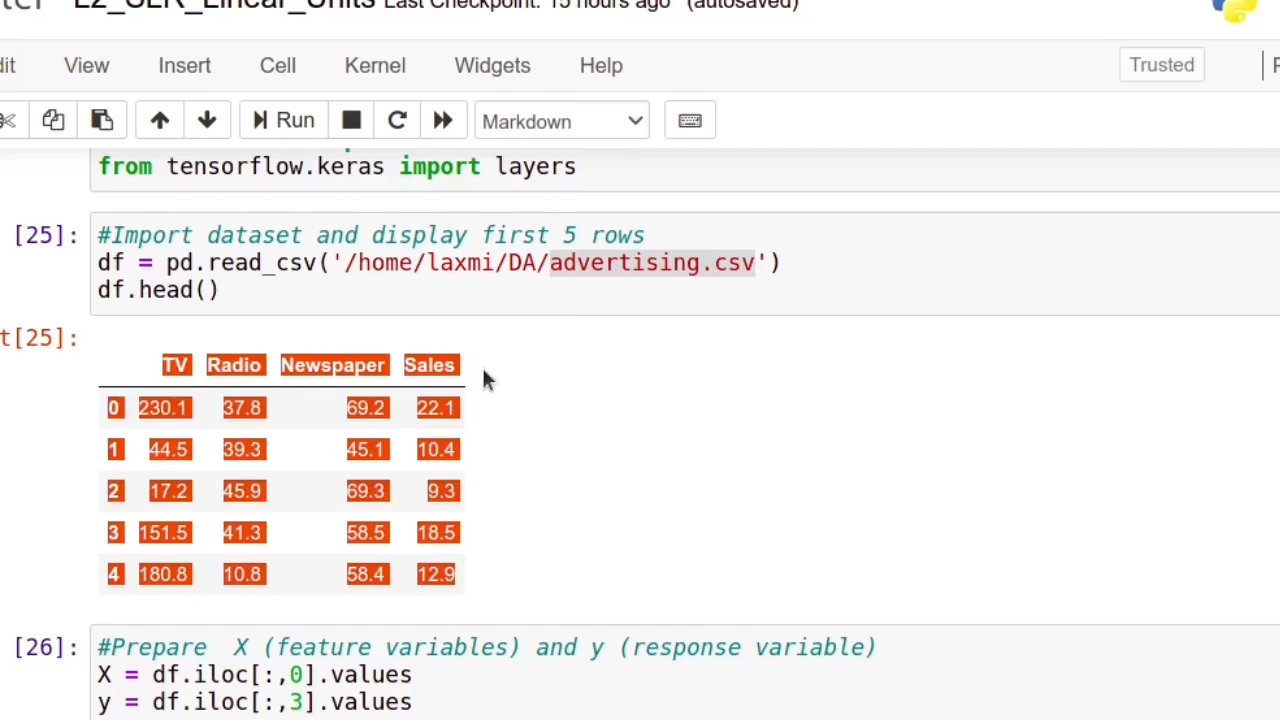 L2_SLR_Linear_Units Last Checkpoint: 15 hours ago (autosaved)
dit View Insert Cell Kernel Widgets Help Trusted
Run Markdown
from tensorflow.keras import layers
[25]: #Import dataset and display first 5 rows
df = pd.read_csv('/home/laxmi/DA/advertising.csv')
df.head()
t[25]:
TV Radio Newspaper Sales
0 230.1 37.8 69.2 22.1
1 44.5 39.3 45.1 10.4
2 17.2 45.9 69.3 9.3
3 151.5 41.3 58.5 18.5
4 180.8 10.8 58.4 12.9
[26]: #Prepare X (feature variables) and y (response variable)
X = df.iloc[:,0].values
y = df.iloc[:,3].values